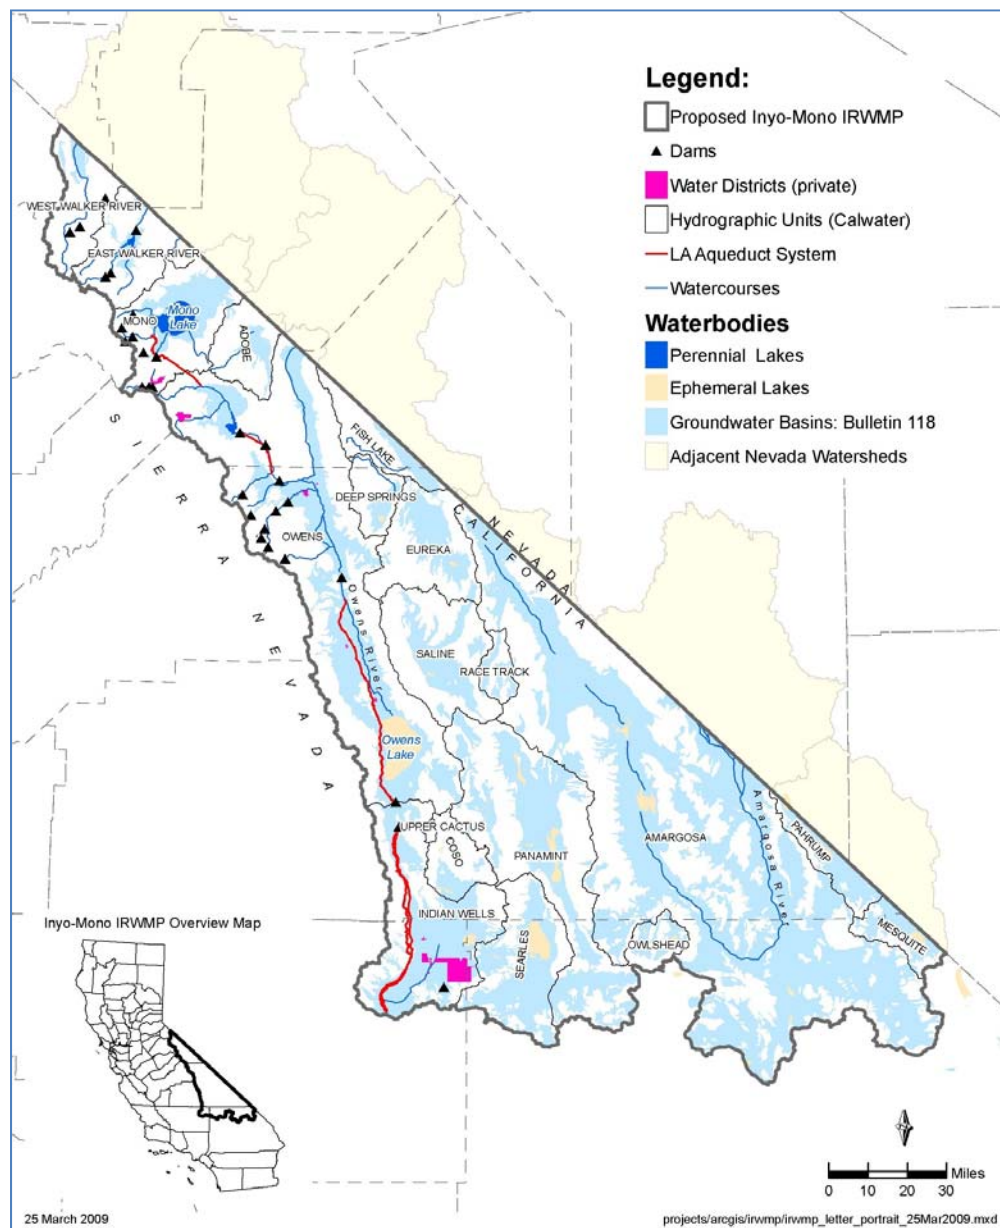 Legend:
Proposed Inyo-Mono IRWMP
Dams
Water Districts (private)
Hydrographic Units (Calwater)
LA Aqueduct System
Watercourses
Waterbodies
Perennial Lakes
Ephemeral Lakes
Groundwater Basins: Bulletin 118
Adjacent Nevada Watersheds
WEST WALKER RIVER
EAST WALKER RIVER
MONO
Mono
Lake
ADOBE
FISH LAKE
DEEP SPRINGS
OWENS
EUREKA
NEVADA
CALIFORNIA
SIERRA NEVADA
Owens River
SALINE
RACE TRACK
Owens
Lake
UPPER CACTUS
COSO
PANAMINT
AMARGOSA
Amargosa River
PAHRUMP
INDIAN WELLS
SEARLES
OWLSHEAD
MESQUITE
Inyo-Mono IRWMP Overview Map
Miles
0 10 20 30
25 March 2009
projects/arcgis/irwmp/irwmp_letter_portrait_25Mar2009.mxd